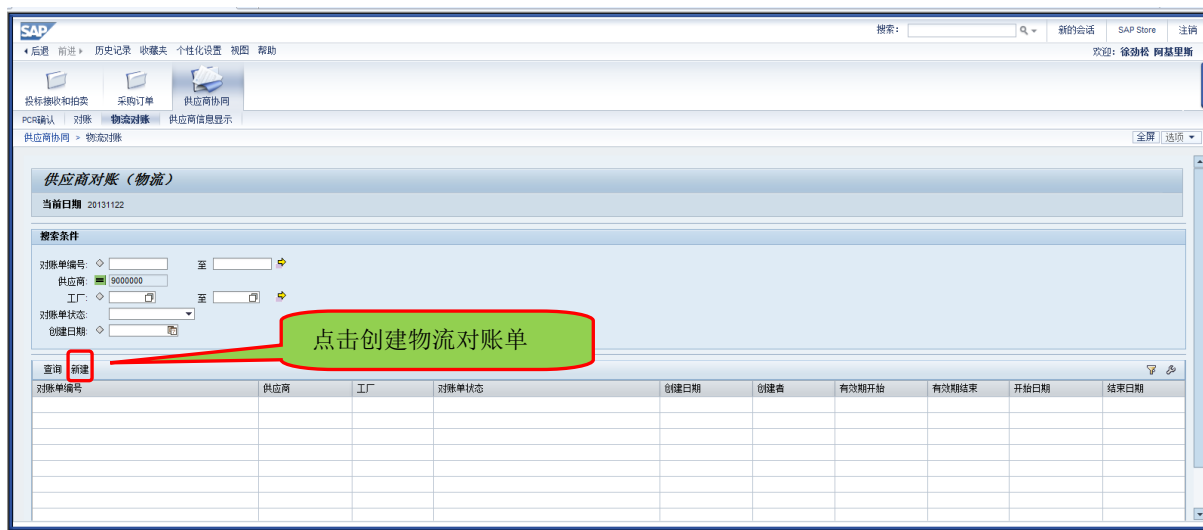 SAP 搜索: 新的会话 SAP Store 注销
后退 前进 历史记录 收藏夹 个性化设置 视图 帮助 欢迎: 徐劲松 阿基里斯
投标接收和拍卖 采购订单 供应商协同
PCR确认 对账 物流对账 供应商信息显示
供应商协同 > 物流对账 全屏 选项
供应商对账（物流）
当前日期 20131122
搜索条件
对账单编号: 至
供应商: 9000000
工厂: 至
对账单状态:
创建日期:
点击创建物流对账单
查询 新建
对账单编号 供应商 工厂 对账单状态 创建日期 创建者 有效期开始 有效期结束 开始日期 结束日期